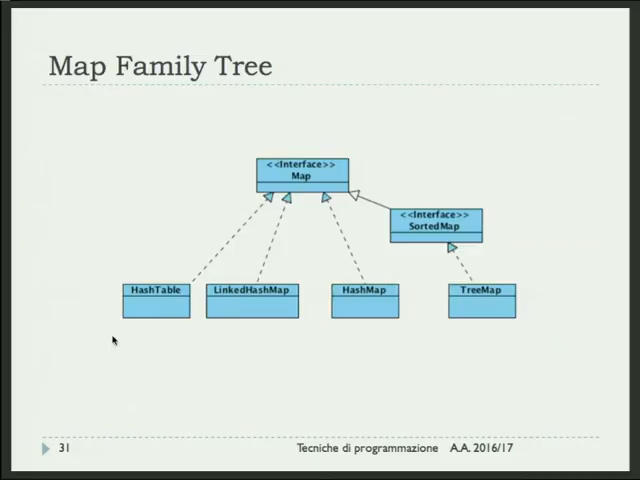 Map Family Tree
<<Interface>>
Map
<<Interface>>
SortedMap
HashTable
LinkedHashMap
HashMap
TreeMap
31
Tecniche di programmazione A.A. 2016/17